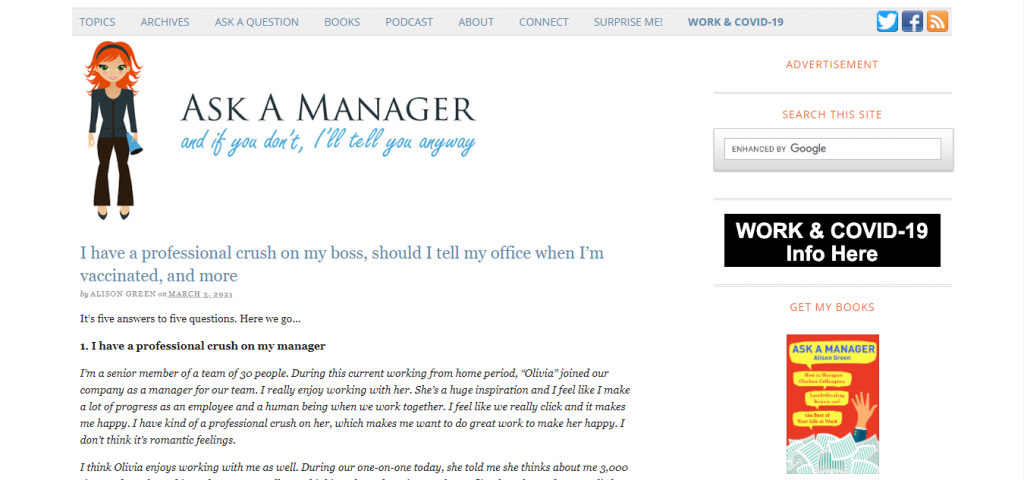 TOPICS ARCHIVES ASK A QUESTION BOOKS PODCAST ABOUT CONNECT SURPRISE ME! WORK & COVID-19
ASK A MANAGER
and if you don't, I'll tell you anyway
I have a professional crush on my boss, should I tell my office when I'm
vaccinated, and more
by ALISON GREEN on MARCH 3, 2021
It's five answers to five questions. Here we go…
1. I have a professional crush on my manager
I'm a senior member of a team of 30 people. During this current working from home period, “Olivia” joined our
company as a manager for our team. I really enjoy working with her. She's a huge inspiration and I feel like I make
a lot of progress as an employee and a human being when we work together. I feel like we really click and it makes
me happy. I have kind of a professional crush on her, which makes me want to do great work to make her happy. I
don't think it's romantic feelings.
I think Olivia enjoys working with me as well. During our one-on-one today, she told me she thinks about me 3,000
ADVERTISEMENT
SEARCH THIS SITE
ENHANCED BY Google
WORK & COVID-19
Info Here
GET MY BOOKS
ASK A MANAGER
Alison Green
How to Navigate
Clueless Colleagues,
Lunch-Stealing
Bosses, and
the Rest of
Your Life at Work